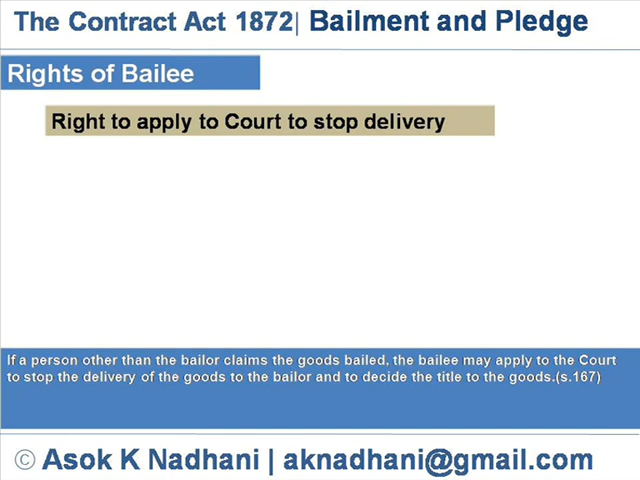 The Contract Act 1872| Bailment and Pledge
Rights of Bailee
Right to apply to Court to stop delivery
If a person other than the bailor claims the goods bailed, the bailee may apply to the Court
to stop the delivery of the goods to the bailor and to decide the title to the goods.(s.167)
© Asok K Nadhani | aknadhani@gmail.com